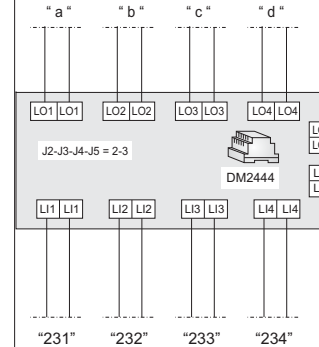 “ a “ “ b “ “ c “ “ d “
LO1 LO1 LO2 LO2 LO3 LO3 LO4 LO4
J2-J3-J4-J5 = 2-3
DM2444
LI1 LI1 LI2 LI2 LI3 LI3 LI4 LI4
“231” “232” “233” “234”